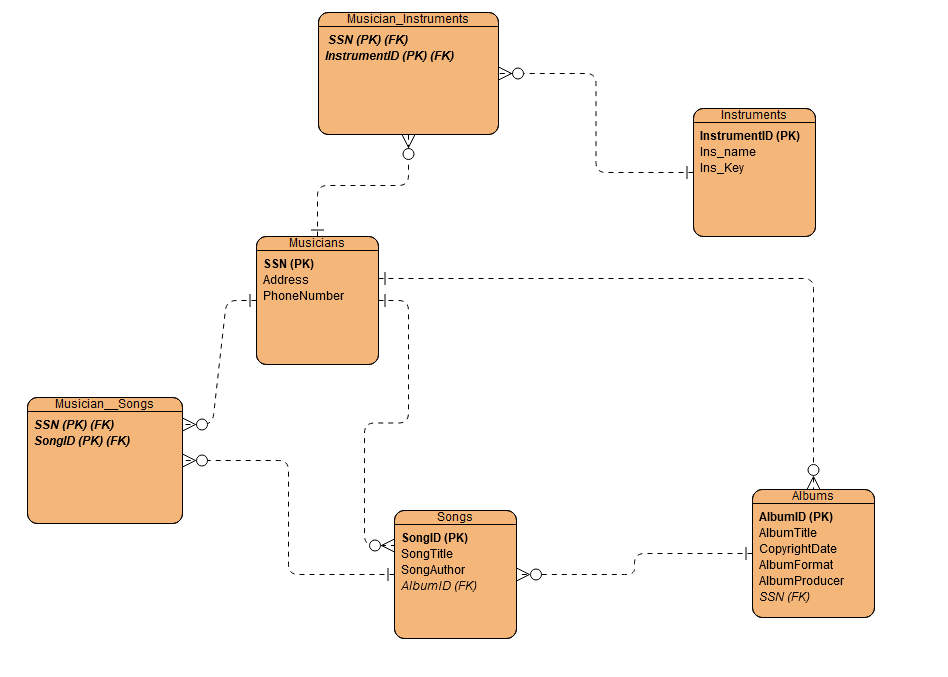 Musician_Instruments
SSN (PK) (FK)
InstrumentID (PK) (FK)
Instruments
InstrumentID (PK)
Ins_name
Ins_Key
Musicians
SSN (PK)
Address
PhoneNumber
Musician__Songs
SSN (PK) (FK)
SongID (PK) (FK)
Songs
SongID (PK)
SongTitle
SongAuthor
AlbumID (FK)
Albums
AlbumID (PK)
AlbumTitle
CopyrightDate
AlbumFormat
AlbumProducer
SSN (FK)